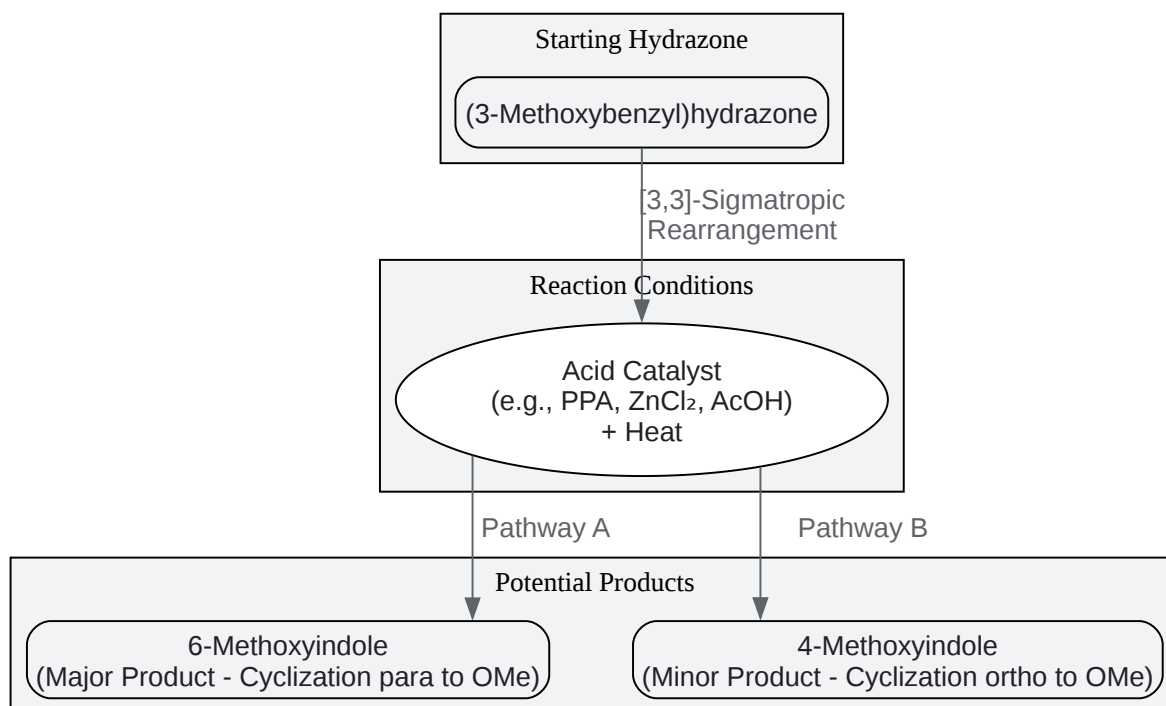 Starting Hydrazone
(3-Methoxybenzyl)hydrazone
[3,3]-Sigmatropic
Rearrangement
Reaction Conditions
Acid Catalyst
(e.g., PPA, ZnCl₂, AcOH)
+ Heat
Pathway A
Pathway B
Potential Products
6-Methoxyindole
(Major Product - Cyclization para to OMe)
4-Methoxyindole
(Minor Product - Cyclization ortho to OMe)